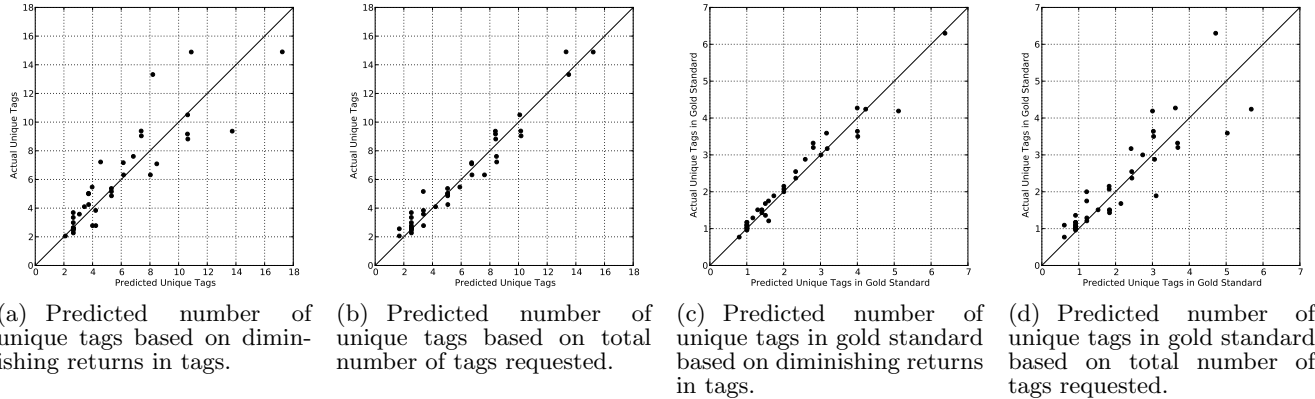 18
16
14
12
10
8
6
4
2
0
0 2 4 6 8 10 12 14 16 18
Actual Unique Tags
Predicted Unique Tags
(a) Predicted number of
unique tags based on dimin-
ishing returns in tags.
18
16
14
12
10
8
6
4
2
0
0 2 4 6 8 10 12 14 16 18
Actual Unique Tags
Predicted Unique Tags
(b) Predicted number of
unique tags based on total
number of tags requested.
7
6
5
4
3
2
1
0
0 1 2 3 4 5 6 7
Actual Unique Tags in Gold Standard
Predicted Unique Tags in Gold Standard
(c) Predicted number of
unique tags in gold standard
based on diminishing returns
in tags.
7
6
5
4
3
2
1
0
0 1 2 3 4 5 6 7
Actual Unique Tags in Gold Standard
Predicted Unique Tags in Gold Standard
(d) Predicted number of
unique tags in gold standard
based on total number of
tags requested.